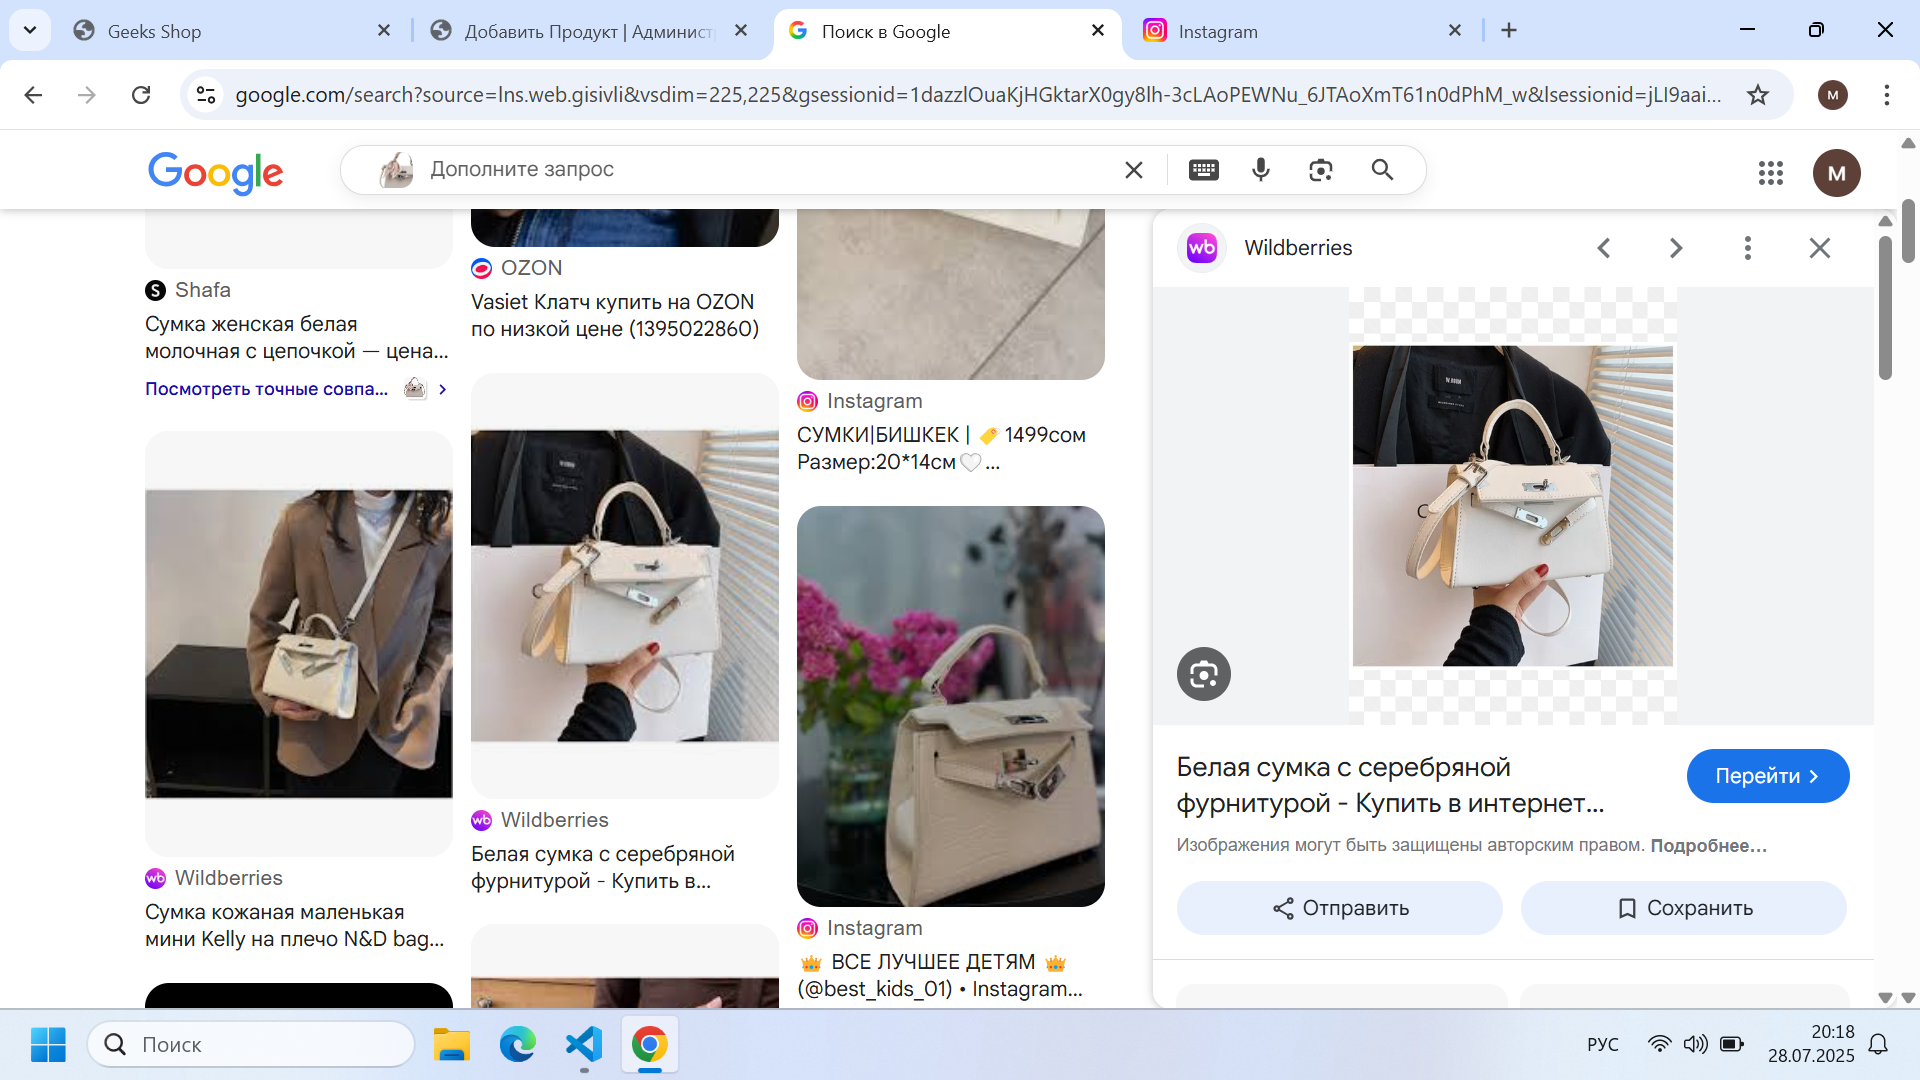 Geeks Shop
Добавить Продукт | Админист
Поиск в Google
Instagram
google.com/search?source=lns.web.gisivli&vsdim=225,225&gsessionid=1dazzlOuaKjHGktarX0gy8lh-3cLAoPEWNu_6JTAoXmT61n0dPhM_w&lsessionid=jLI9aai...
M
Google
Дополните запрос
M
Shafa
Сумка женская белая
молочная с цепочкой — цена...
Посмотреть точные совпа...
Wildberries
Сумка кожаная маленькая
мини Kelly на плечо N&D bag...
OZON
Vasiet Клатч купить на OZON
по низкой цене (1395022860)
Wildberries
Белая сумка с серебряной
фурнитурой - Купить в...
Instagram
СУМКИ|БИШКЕК | 🏷️ 1499сом
Размер:20*14см🤍...
Instagram
👑 ВСЕ ЛУЧШЕЕ ДЕТЯМ 👑
(@best_kids_01) • Instagram...
wb Wildberries
Белая сумка с серебряной
фурнитурой - Купить в интернет...
Перейти
Изображения могут быть защищены авторским правом. Подробнее...
Отправить
Сохранить
Поиск
РУС
20:18
28.07.2025